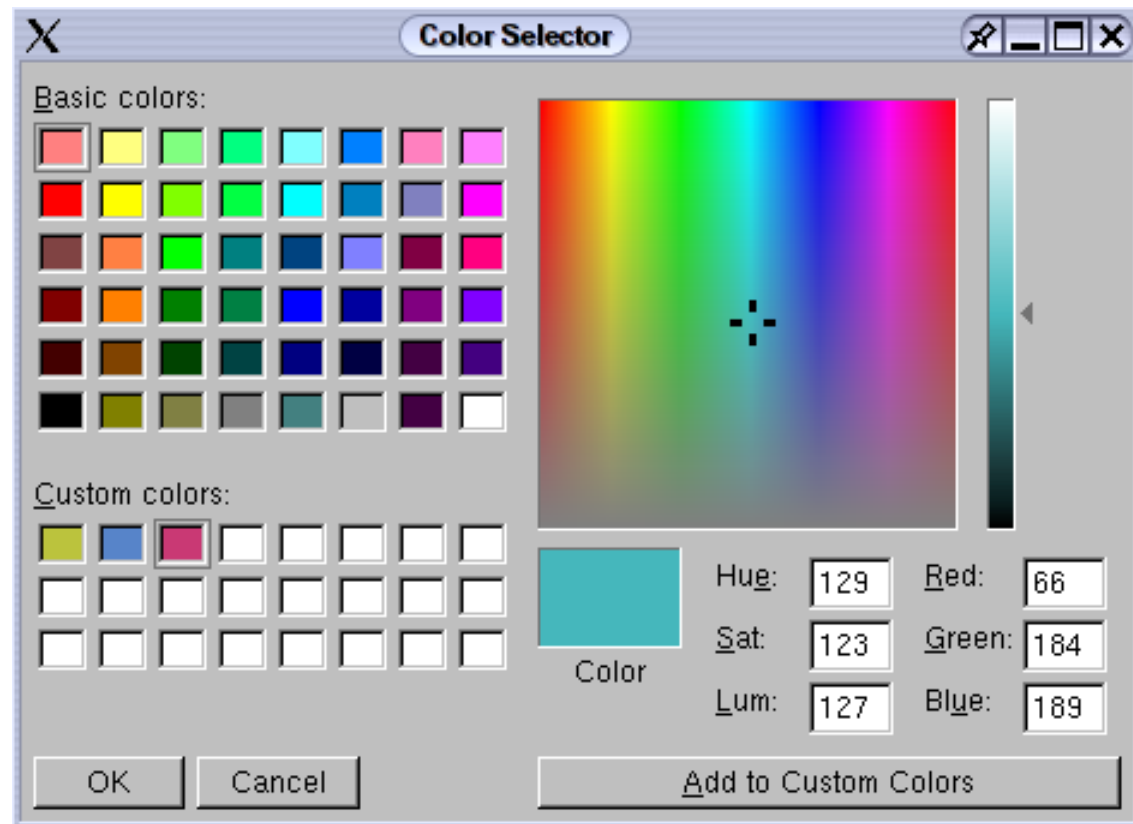 Color Selector
Basic colors:
Custom colors:
Hue: 129 Red: 66
Sat: 123 Green: 184
Lum: 127 Blue: 189
Color
OK Cancel Add to Custom Colors